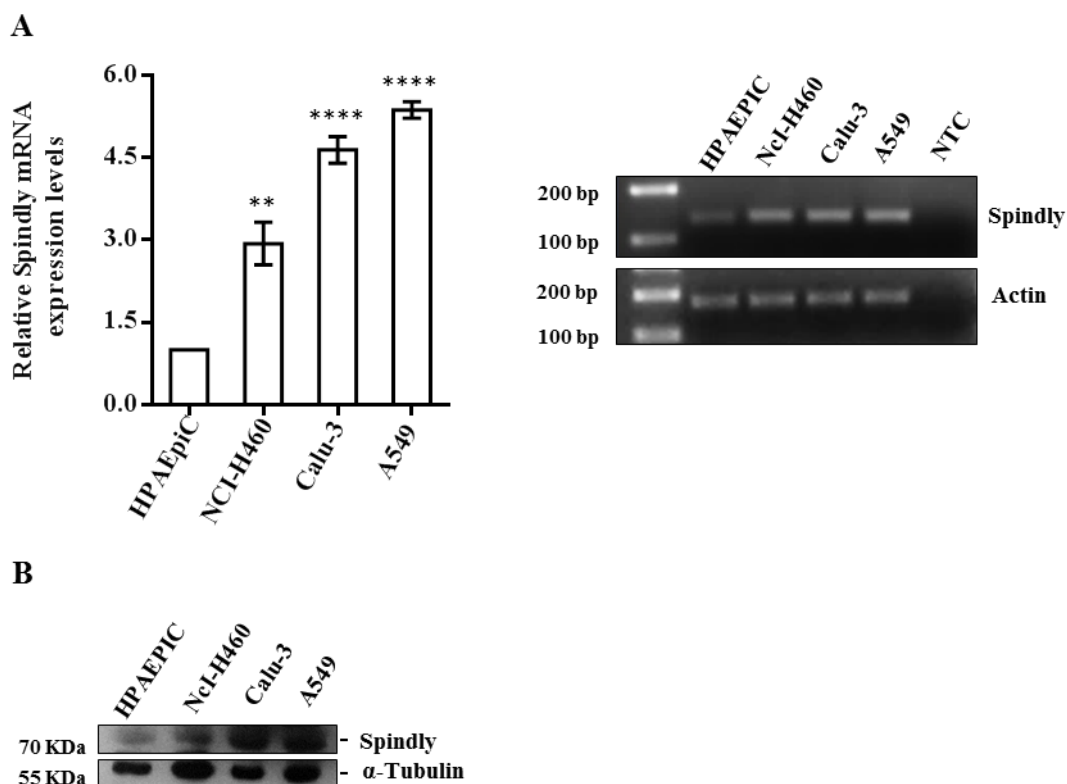 A
Relative Spindly mRNA
expression levels
6.0
4.5
3.0
1.5
0.0
**
****
****
HPAEpiC
NCI-H460
Calu-3
A549
HPAEPIC
NcI-H460
Calu-3
A549
NTC
200 bp
100 bp
Spindly
200 bp
100 bp
Actin
B
HPAEPIC
NcI-H460
Calu-3
A549
70 KDa
- Spindly
55 KDa
- α-Tubulin